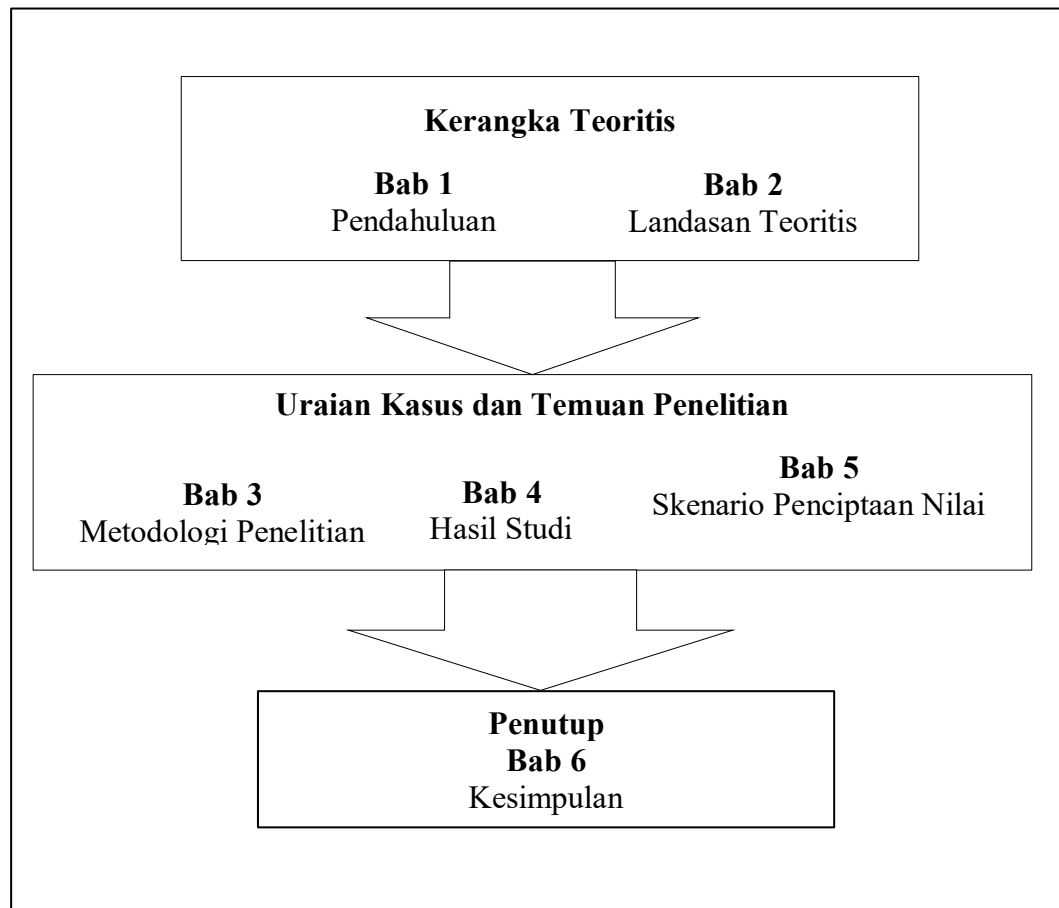 Kerangka Teoritis
Bab 1
Pendahuluan
Bab 2
Landasan Teoritis
Uraian Kasus dan Temuan Penelitian
Bab 3
Metodologi Penelitian
Bab 4
Hasil Studi
Bab 5
Skenario Penciptaan Nilai
Penutup
Bab 6
Kesimpulan